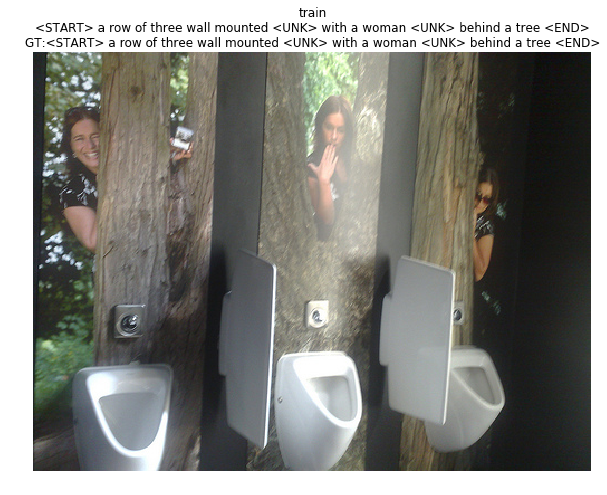 train
<START> a row of three wall mounted <UNK> with a woman <UNK> behind a tree <END>
GT:<START> a row of three wall mounted <UNK> with a woman <UNK> behind a tree <END>